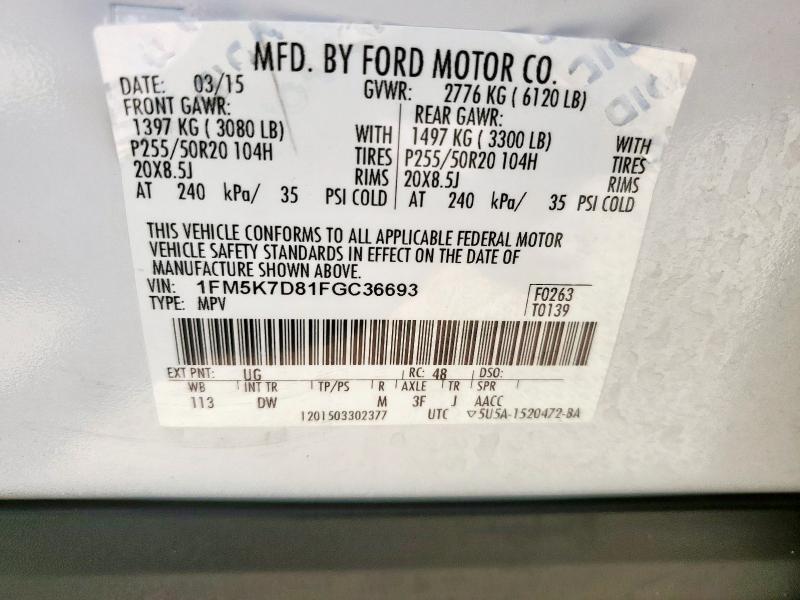 MFD. BY FORD MOTOR CO.
DATE: 03/15 GVWR: 2776 KG ( 6120 LB)
FRONT GAWR: REAR GAWR:
1397 KG ( 3080 LB) WITH 1497 KG ( 3300 LB) WITH
P255/50R20 104H TIRES P255/50R20 104H TIRES
20X8.5J RIMS 20X8.5J RIMS
AT 240 kPa/ 35 PSI COLD AT 240 kPa/ 35 PSI COLD
THIS VEHICLE CONFORMS TO ALL APPLICABLE FEDERAL MOTOR
VEHICLE SAFETY STANDARDS IN EFFECT ON THE DATE OF
MANUFACTURE SHOWN ABOVE.
VIN: 1FM5K7D81FGC36693 F0263
TYPE: MPV T0139
EXT PNT: UG RC: 48 DSO:
WB INT TR TP/PS R AXLE TR SPR
113 DW M 3F J AACC
1201503302377 UTC ▽5U5A-1520472-BA